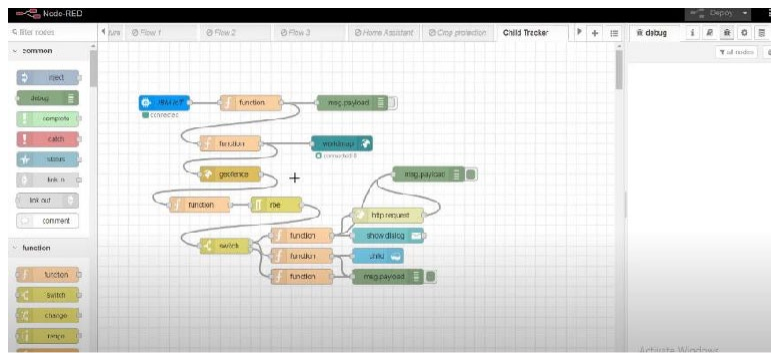 Node-RED
Deploy
filter nodes
Flow 1
Flow 2
Flow 3
Home Assistant
Crop protection
Child Tracker
debug
all nodes
common
inject
debug
complete
catch
status
link in
link out
comment
function
function
switch
change
range
function
msg.payload
connected
function
worldmap
geofence
msg.payload
function
rbe
http request
switch
function
show dialog
function
child
function
msg.payload
Activate Windows